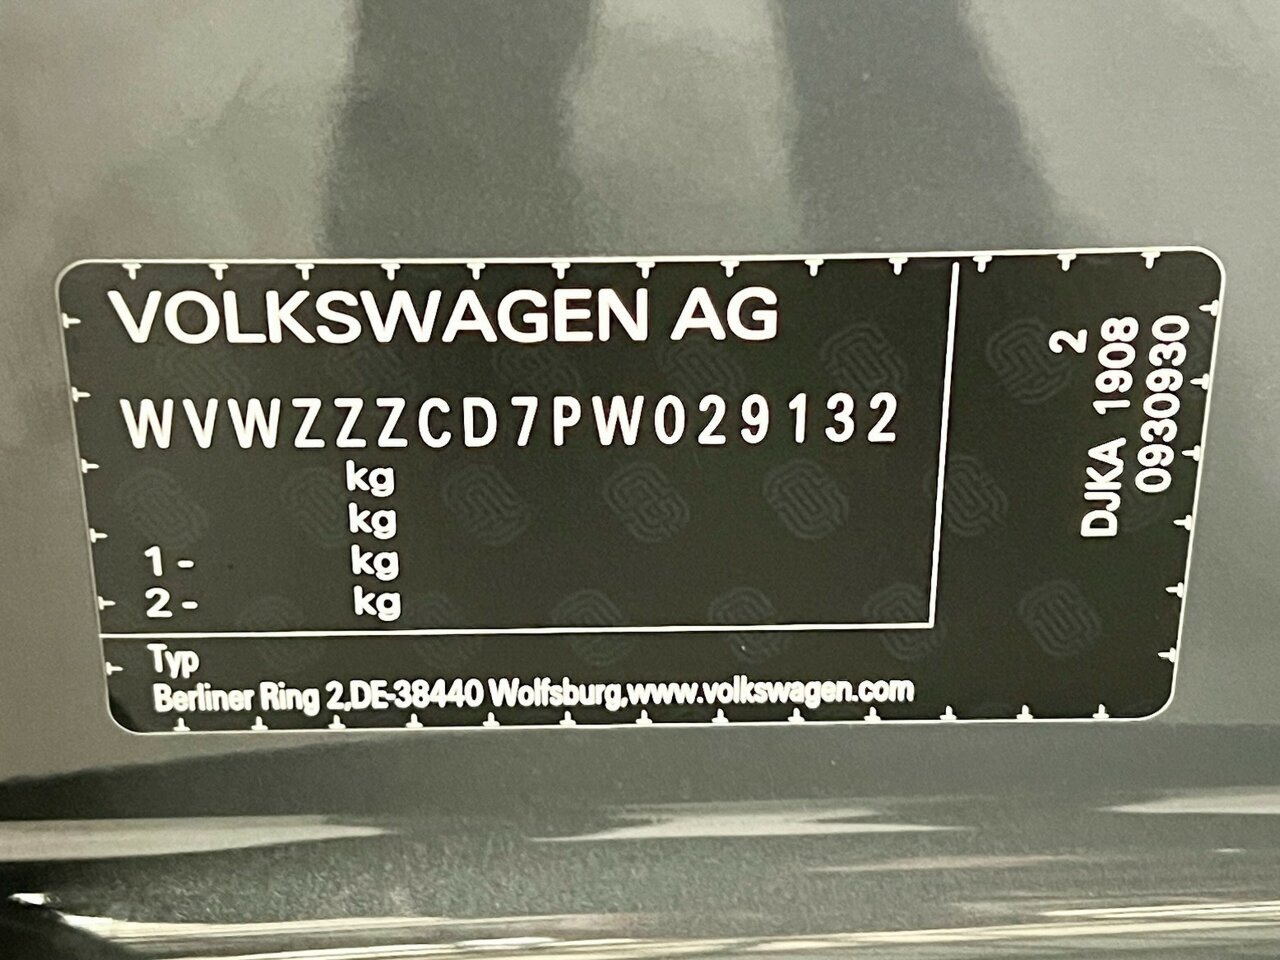 VOLKSWAGEN AG
WVWZZZCD7PW029132
kg
kg
1- kg
2- kg
Typ
Berliner Ring 2,DE-38440 Wolfsburg,www.volkswagen.com
2
DJKA 1908
0930930